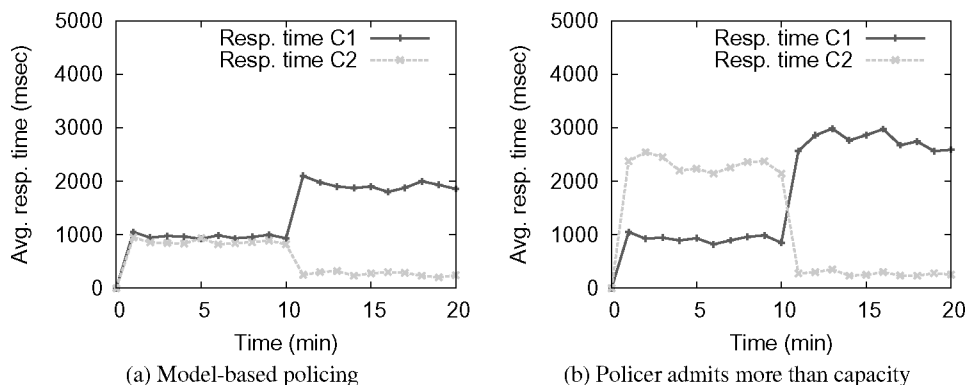 5000
4000
3000
2000
1000
0
Avg. resp. time (msec)
Resp. time C1
Resp. time C2
0 5 10 15 20
Time (min)
(a) Model-based policing
5000
4000
3000
2000
1000
0
Avg. resp. time (msec)
Resp. time C1
Resp. time C2
0 5 10 15 20
Time (min)
(b) Policer admits more than capacity